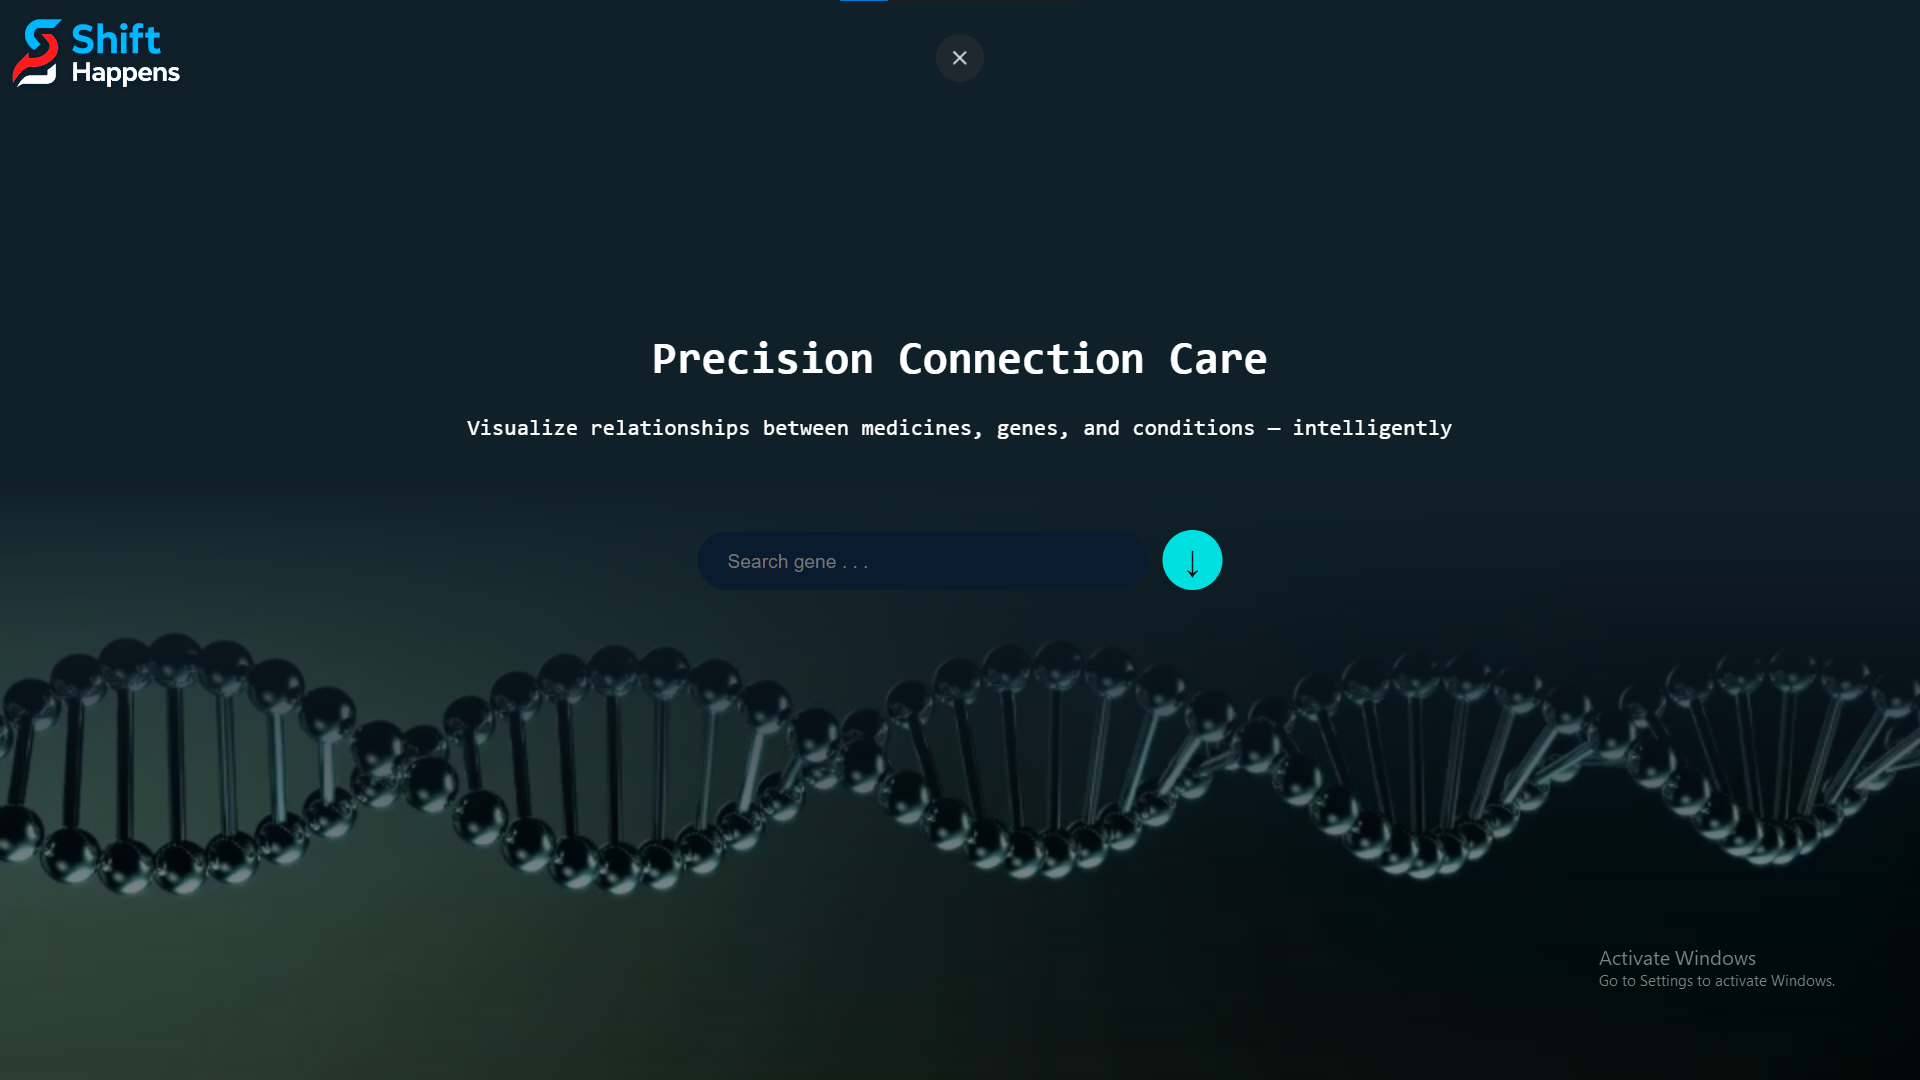 Shift
Happens
Precision Connection Care
Visualize relationships between medicines, genes, and conditions — intelligently
Search gene . . .
Activate Windows
Go to Settings to activate Windows.